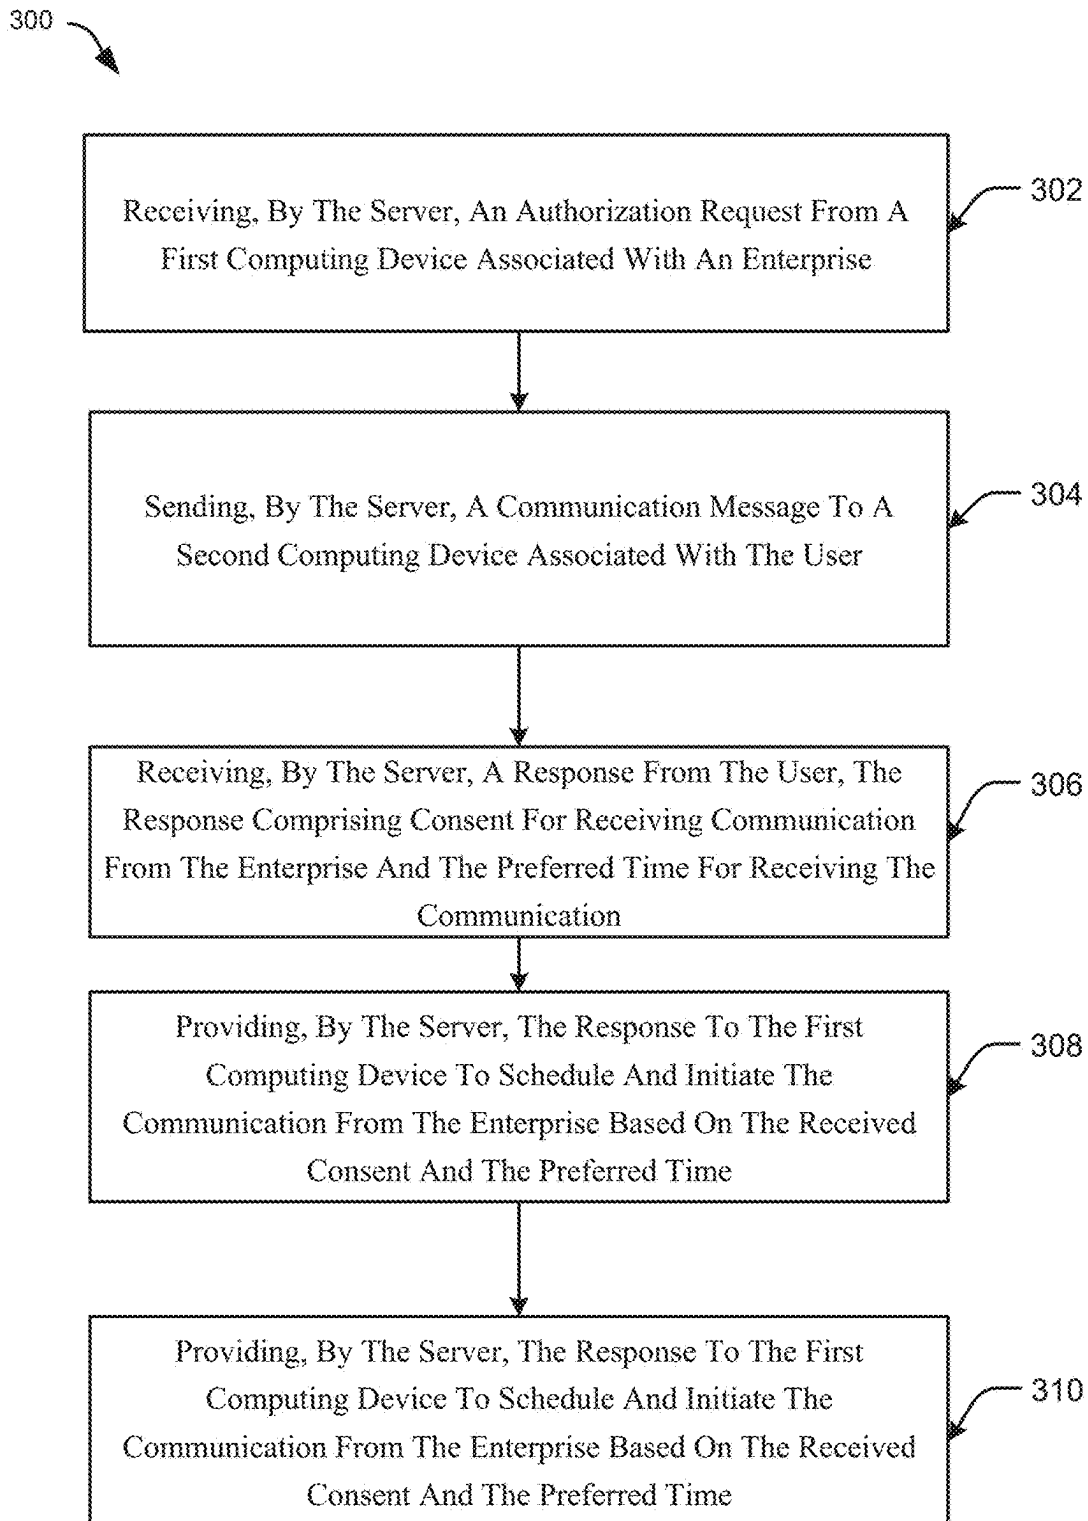 300
Receiving, By The Server, An Authorization Request From A
First Computing Device Associated With An Enterprise
302
Sending, By The Server, A Communication Message To A
Second Computing Device Associated With The User
304
Receiving, By The Server, A Response From The User, The
Response Comprising Consent For Receiving Communication
From The Enterprise And The Preferred Time For Receiving The
Communication
306
Providing, By The Server, The Response To The First
Computing Device To Schedule And Initiate The
Communication From The Enterprise Based On The Received
Consent And The Preferred Time
308
Providing, By The Server, The Response To The First
Computing Device To Schedule And Initiate The
Communication From The Enterprise Based On The Received
Consent And The Preferred Time
310